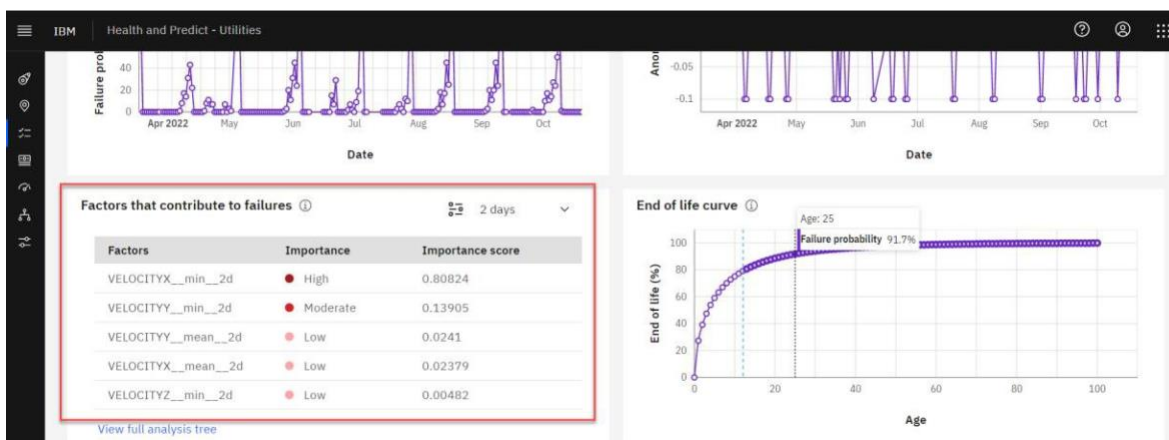 IBM Health and Predict - Utilities
40
20
0
Apr 2022 May Jun Jul Aug Sep Oct
Date
-0.05
-0.1
Apr 2022 May Jun Jul Aug Sep Oct
Date
Factors that contribute to failures
2 days
Factors Importance Importance score
VELOCITYX__min__2d High 0.80824
VELOCITYY__min__2d Moderate 0.13905
VELOCITYY__mean__2d Low 0.0241
VELOCITYX__mean__2d Low 0.02379
VELOCITYZ__min__2d Low 0.00482
View full analysis tree
End of life curve
Age: 25
Failure probability 91.7%
End of life (%)
100
80
60
40
20
0
0 20 40 60 80 100
Age